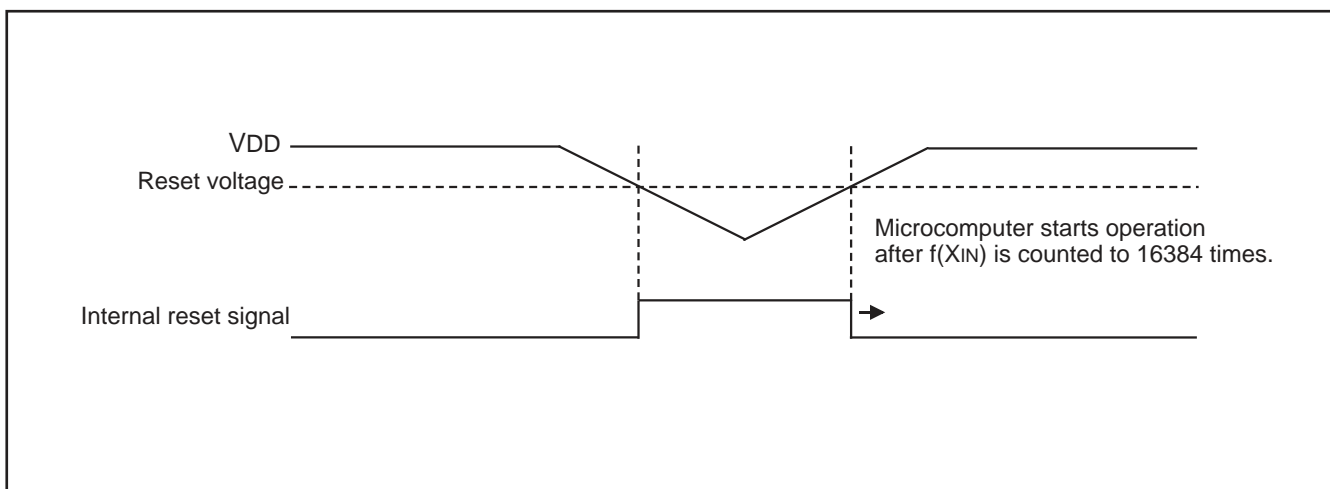 VDD
Reset voltage
Microcomputer starts operation
after f(XIN) is counted to 16384 times.
Internal reset signal